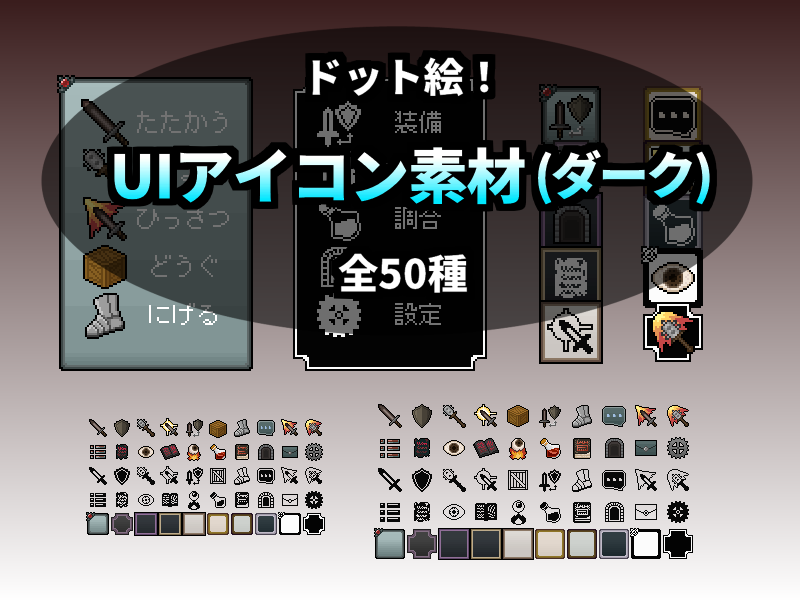 ドット絵！
たたかう
装備
UIアイコン素材(ダーク)
ひっさつ
調合
全50種
どうぐ
にげる
設定